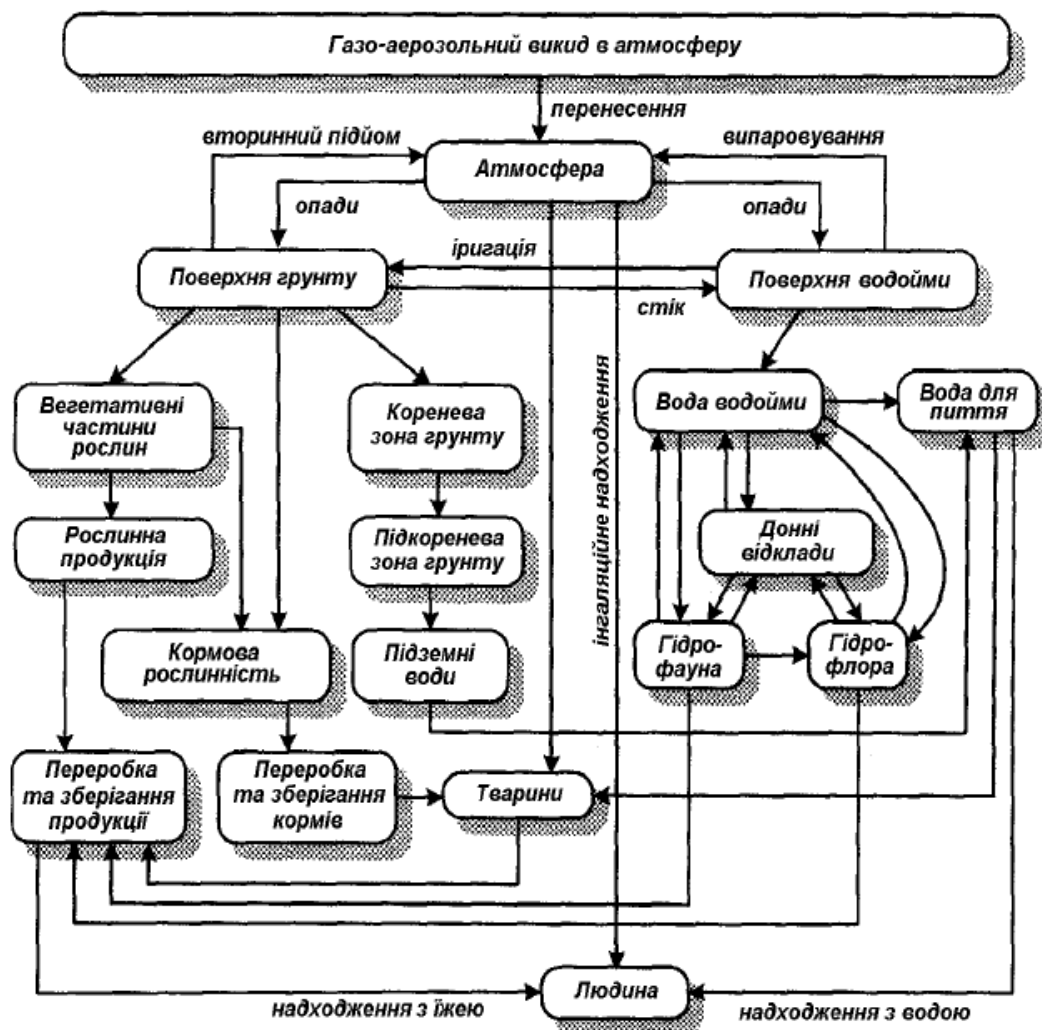 Газо-аерозольний викид в атмосферу
перенесення
вторинний підйом
випаровування
Атмосфера
опади
опади
іригація
Поверхня грунту
Поверхня водойми
стік
інгаляційне надходження
Вегетативні
частини
рослин
Коренева
зона грунту
Вода водойми
Вода для
пиття
Рослинна
продукція
Підкоренева
зона грунту
Донні
відклади
Кормова
рослинність
Підземні
води
Гідро-
фауна
Гідро-
флора
Переробка
та зберігання
продукції
Переробка
та зберігання
кормів
Тварини
Людина
надходження з їжею
надходження з водою